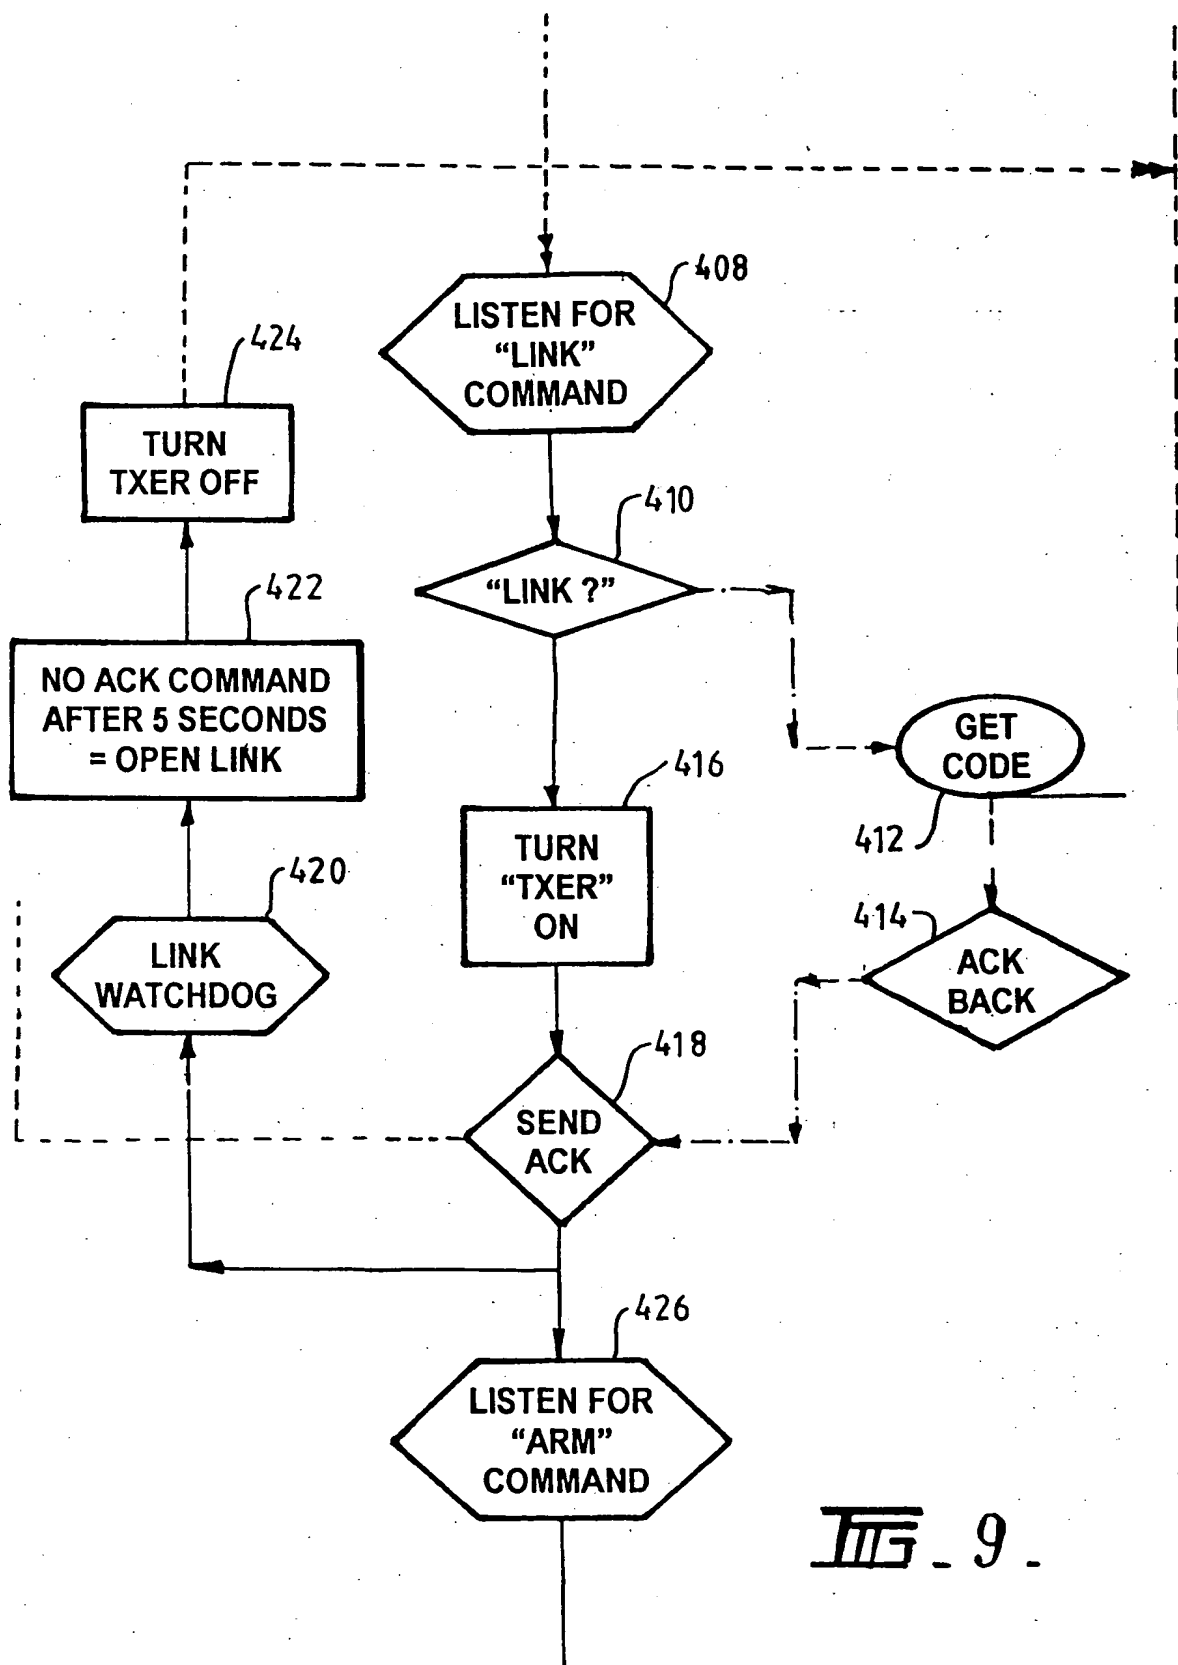 408
LISTEN FOR
“LINK”
COMMAND
424
TURN
TXER OFF
410
“LINK ?”
422
NO ACK COMMAND
AFTER 5 SECONDS
= OPEN LINK
GET
CODE
412
416
TURN
“TXER”
ON
420
LINK
WATCHDOG
414
ACK
BACK
418
SEND
ACK
426
LISTEN FOR
“ARM”
COMMAND
FIG - 9 -